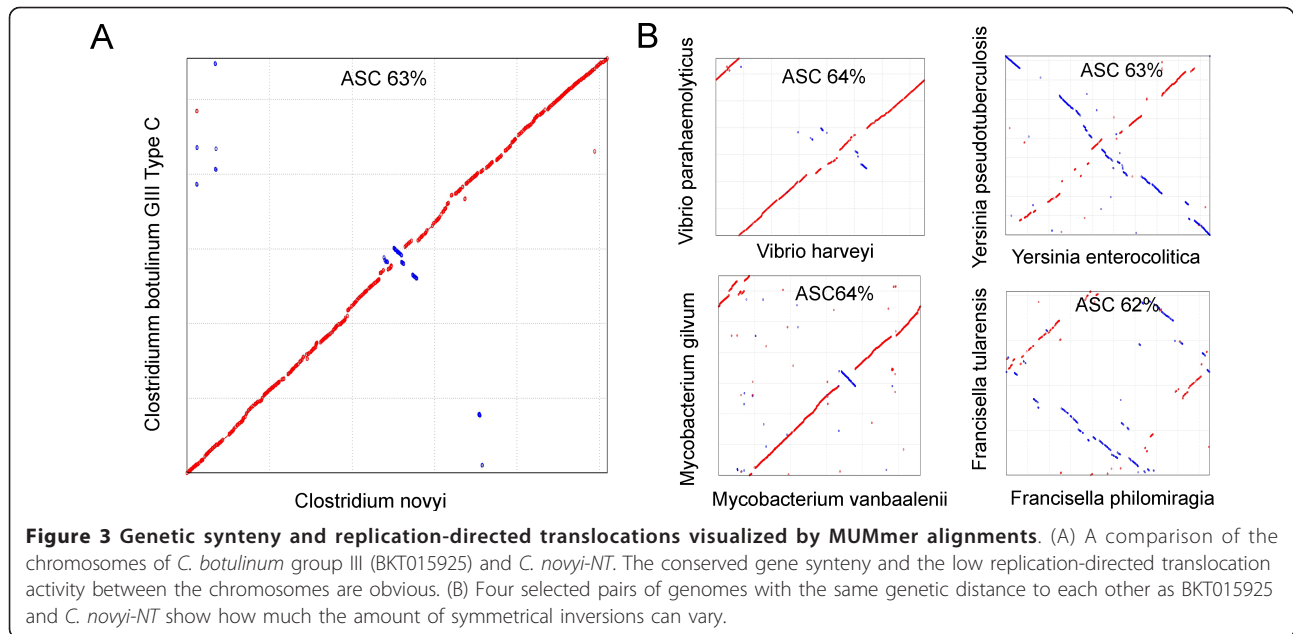 A
B
ASC 63%
Clostridiumm botulinum GIII Type C
Clostridium novyi
ASC 64%
Vibrio parahaemolyticus
Vibrio harveyi
ASC 63%
Yersinia pseudotuberculosis
Yersinia enterocolitica
ASC64%
Mycobacterium gilvum
Mycobacterium vanbaalenii
ASC 62%
Francisella tularensis
Francisella philomiragia
Figure 3 Genetic synteny and replication-directed translocations visualized by MUMmer alignments. (A) A comparison of the
chromosomes of C. botulinum group III (BKT015925) and C. novyi-NT. The conserved gene synteny and the low replication-directed translocation
activity between the chromosomes are obvious. (B) Four selected pairs of genomes with the same genetic distance to each other as BKT015925
and C. novyi-NT show how much the amount of symmetrical inversions can vary.